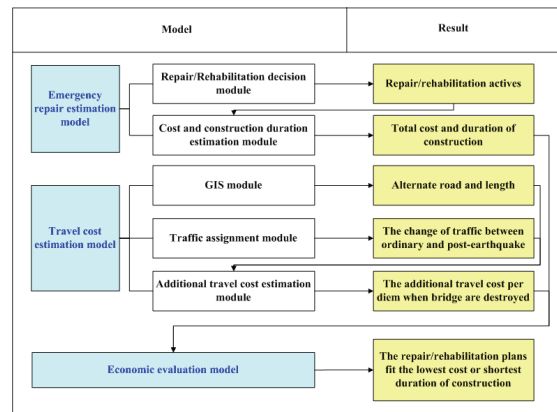 Model
Result
Emergency
repair estimation
model
Repair/Rehabilitation decision
module
Repair/rehabilitation actives
Cost and construction duration
estimation module
Total cost and duration of
construction
Travel cost
estimation model
GIS module
Alternate road and length
Traffic assignment module
The change of traffic between
ordinary and post-earthquake
Additional travel cost estimation
module
The additional travel cost per
diem when bridge are destroyed
Economic evaluation model
The repair/rehabilitation plans
fit the lowest cost or shortest
duration of construction